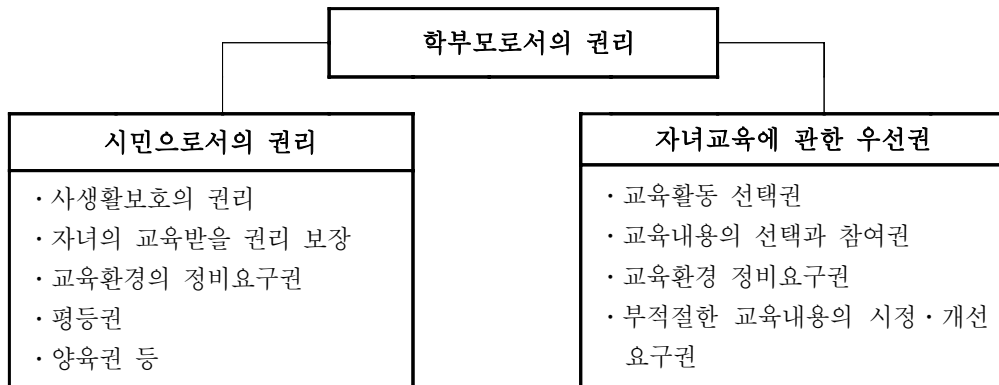 학부모로서의 권리
시민으로서의 권리
· 사생활보호의 권리
· 자녀의 교육받을 권리 보장
· 교육환경의 정비요구권
· 평등권
· 양육권 등
자녀교육에 관한 우선권
· 교육활동 선택권
· 교육내용의 선택과 참여권
· 교육환경 정비요구권
· 부적절한 교육내용의 시정 · 개선
요구권